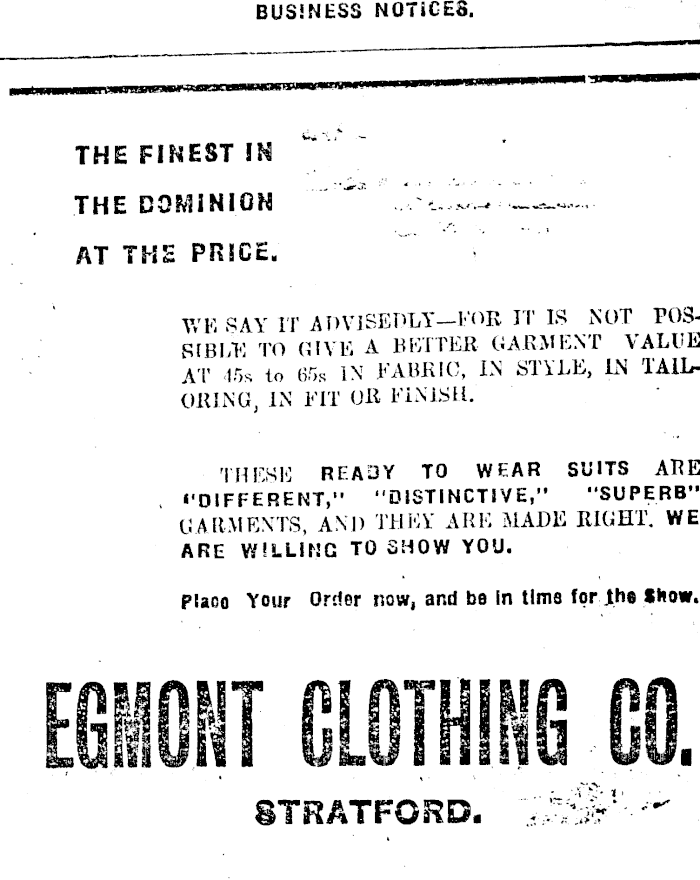 BUSINESS NOTICES.
THE FINEST IN
THE DOMINION
AT THE PRICE.
WE SAY IT ADVISEDLY—FOR IT IS NOT POS-
SIBLE TO GIVE A BETTER GARMENT VALUE
AT 45s to 65s IN FABRIC, IN STYLE, IN TAIL-
ORING, IN FIT OR FINISH.
THESE READY TO WEAR SUITS ARE
"DIFFERENT," "DISTINCTIVE," "SUPERB"
GARMENTS, AND THEY ARE MADE RIGHT. WE
ARE WILLING TO SHOW YOU.
Place Your Order now, and be in time for the Show.
EGMONT CLOTHING CO.
STRATFORD.